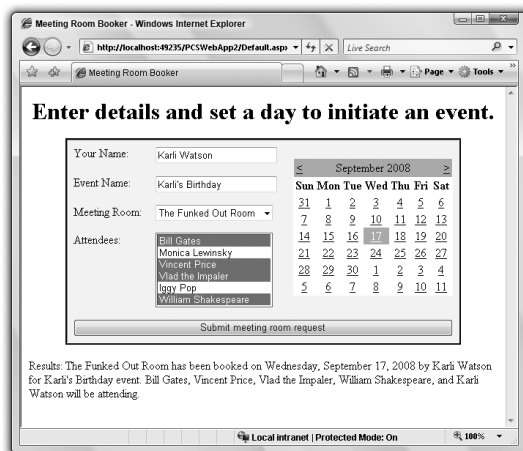 Meeting Room Booker - Windows Internet Explorer
http://localhost:49235/PCSWebApp2/Default.aspx
Live Search
Meeting Room Booker
Page
Tools
Enter details and set a day to initiate an event.
Your Name:
Karli Watson
Event Name:
Karli's Birthday
Meeting Room:
The Funked Out Room
Attendees:
Bill Gates
Monica Lewinsky
Vincent Price
Vlad the Impaler
Iggy Pop
William Shakespeare
< September 2008 >
Sun Mon Tue Wed Thu Fri Sat
31 1 2 3 4 5 6
7 8 9 10 11 12 13
14 15 16 17 18 19 20
21 22 23 24 25 26 27
28 29 30 1 2 3 4
5 6 7 8 9 10 11
Submit meeting room request
Results: The Funked Out Room has been booked on Wednesday, September 17, 2008 by Karli Watson
for Karli's Birthday event. Bill Gates, Vincent Price, Vlad the Impaler, William Shakespeare, and Karli
Watson will be attending.
Local intranet | Protected Mode: On
100%